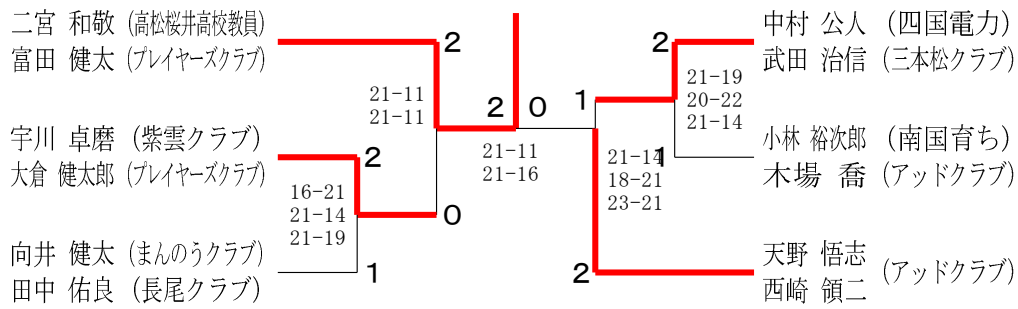 二宮 和敬 (高松桜井高校教員)
富田 健太 (プレイヤーズクラブ)
宇川 卓磨 (紫雲クラブ)
大倉 健太郎 (プレイヤーズクラブ)
向井 健太 (まんのうクラブ)
田中 佑良 (長尾クラブ)
2
21-11
21-11
2
16-21
21-14
21-19
0
1
2
0
21-11
21-16
1
2
21-19
20-22
21-14
1
21-14
18-21
23-21
2
中村 公人 (四国電力)
武田 治信 (三本松クラブ)
小林 裕次郎 (南国育ち)
木場 喬 (アッドクラブ)
天野 悟志
西崎 領二
(アッドクラブ)